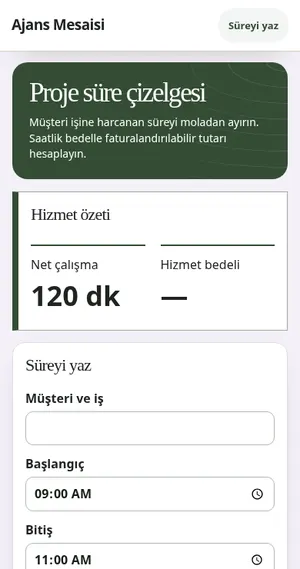 Ajans Mesaisi
Süreyi yaz
Proje süre çizelgesi
Müşteri işine harcanan süreyi moladan ayırın.
Saatlik bedelle faturalandırılabilir tutarı
hesaplayın.
Hizmet özeti
Net çalışma
Hizmet bedeli
120 dk
—
Süreyi yaz
Müşteri ve iş
Başlangıç
09:00 AM
Bitiş
11:00 AM